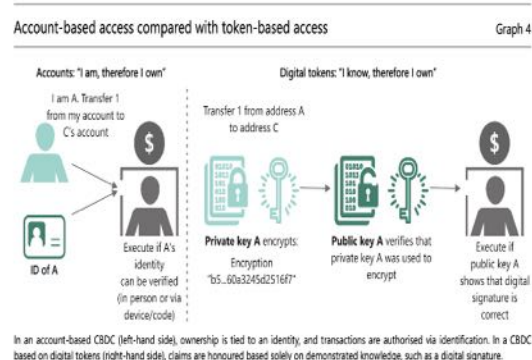 Account-based access compared with token-based access
Graph 4
Accounts: "I am, therefore I own"
I am A. Transfer 1
from my account to
C's account
$
ID of A
Execute if A's
identity
can be verified
(in person or via
device/code)
Digital tokens: "I know, therefore I own"
Transfer 1 from address A
to address C
Private key A encrypts:
Encryption
"b5...60a3245d2516f7"
Public key A verifies that
private key A was used to
encrypt
$
Execute if
public key A
shows that digital
signature is
correct
In an account-based CBDC (left-hand side), ownership is tied to an identity, and transactions are authorised via identification. In a CBDC
based on digital tokens (right-hand side), claims are honoured based solely on demonstrated knowledge, such as a digital signature.